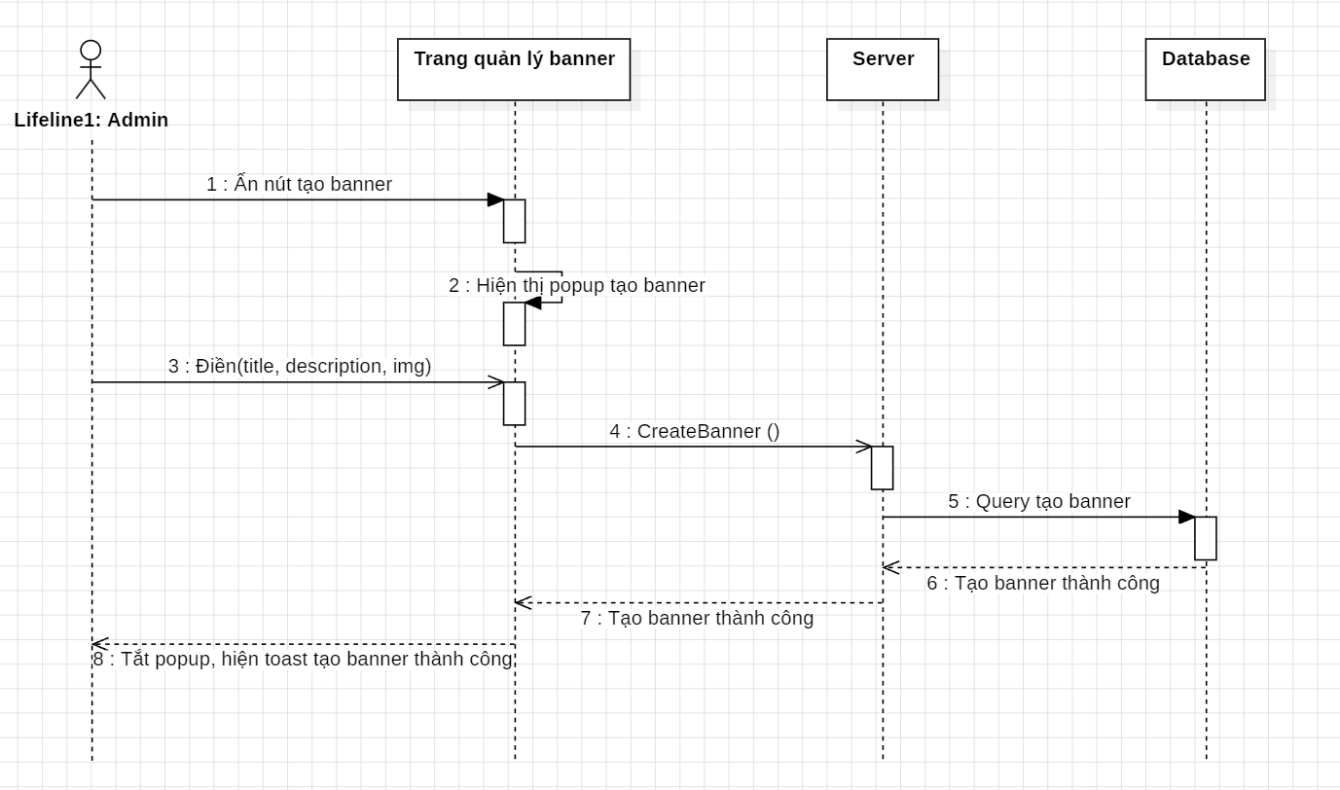 Trang quản lý banner
Server
Database
Lifeline1: Admin
1 : Ấn nút tạo banner
2 : Hiện thị popup tạo banner
3 : Điền(title, description, img)
4 : CreateBanner ()
5 : Query tạo banner
6 : Tạo banner thành công
7 : Tạo banner thành công
8 : Tắt popup, hiện toast tạo banner thành công